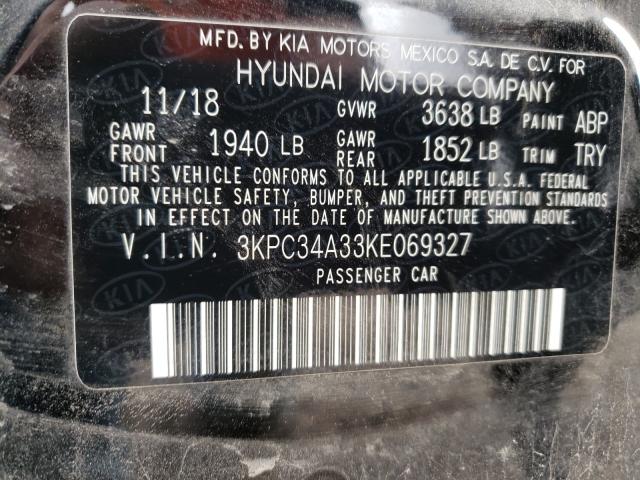 MFD. BY KIA MOTORS MEXICO S.A. DE C.V. FOR
HYUNDAI MOTOR COMPANY
11/18 GVWR 3638 LB PAINT ABP
GAWR FRONT 1940 LB GAWR REAR 1852 LB TRIM TRY
THIS VEHICLE CONFORMS TO ALL APPLICABLE U.S.A. FEDERAL
MOTOR VEHICLE SAFETY, BUMPER, AND THEFT PREVENTION STANDARDS
IN EFFECT ON THE DATE OF MANUFACTURE SHOWN ABOVE.
V.I.N. 3KPC34A33KE069327
PASSENGER CAR